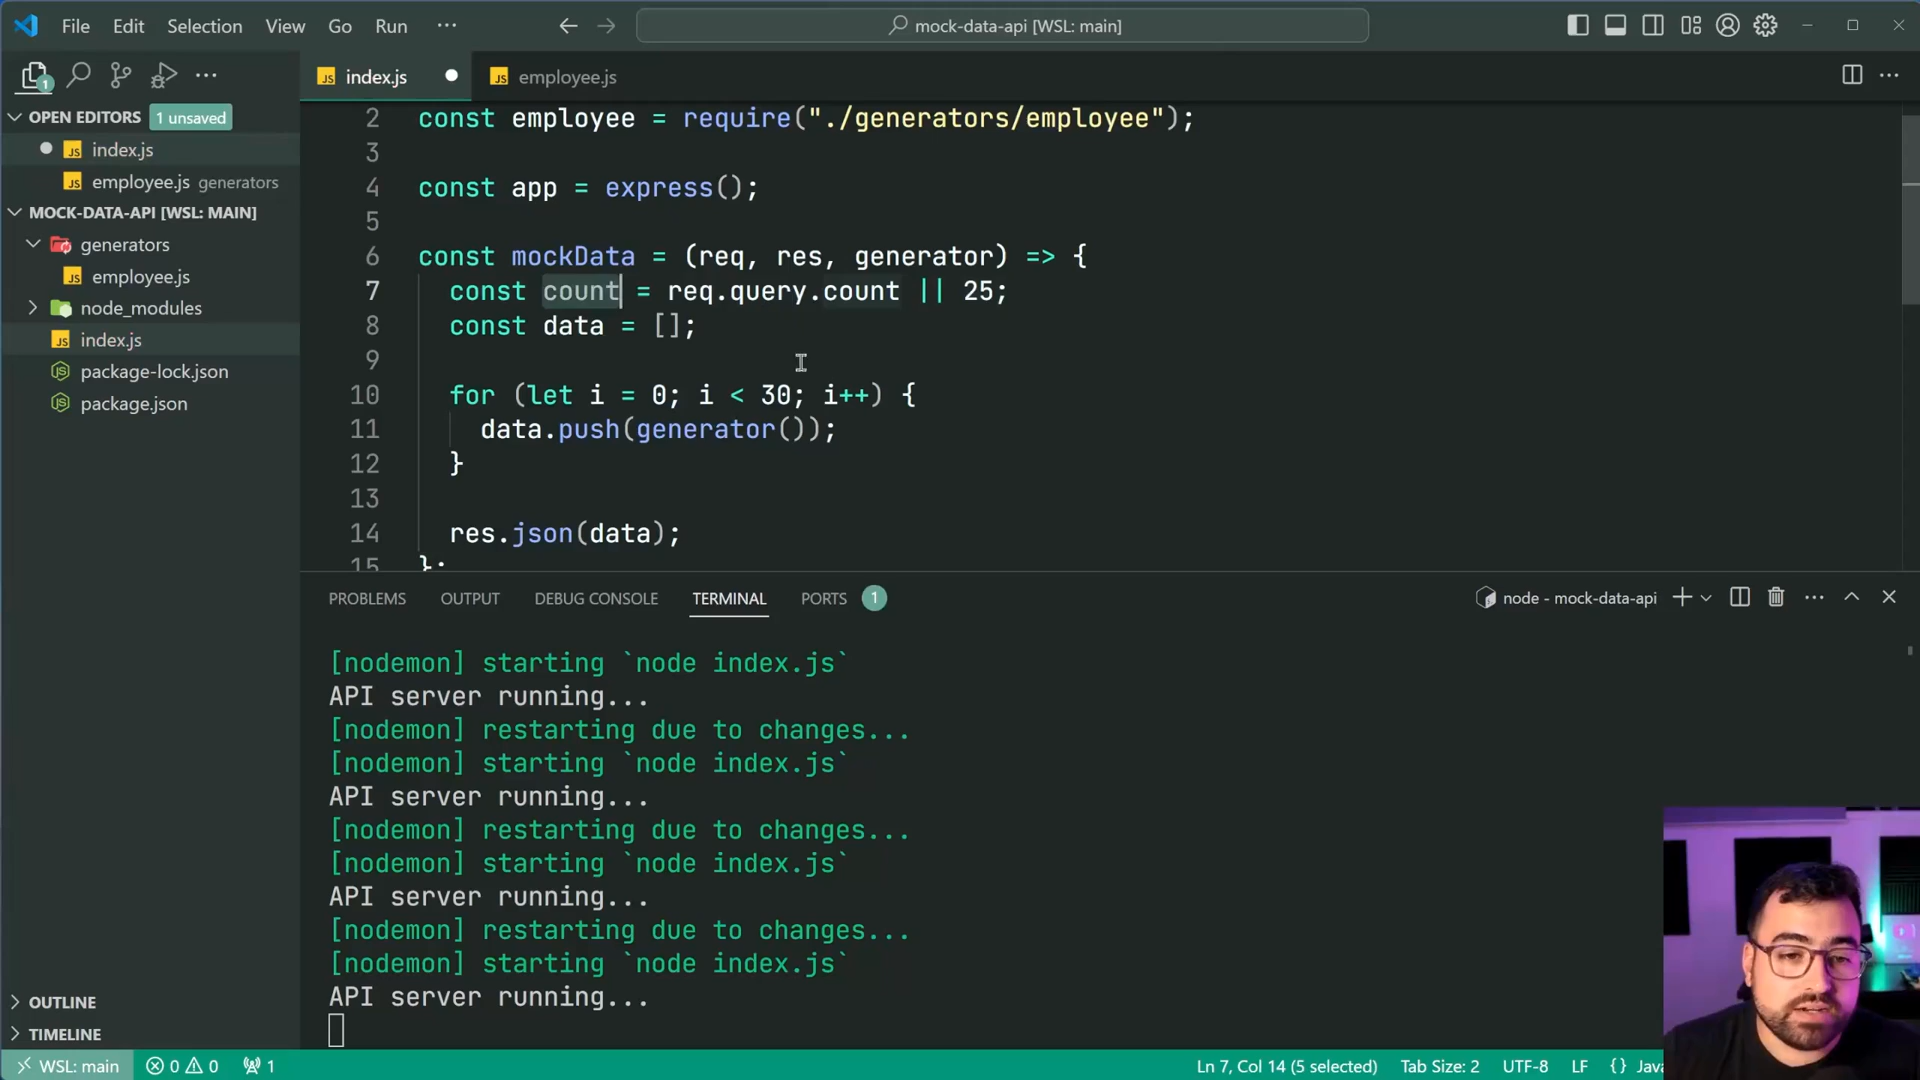 File Edit View Go Run ··· mock-data-api [WSL: main]
1 ···
index.js employee.js ···
OPEN EDITORS 1 unsaved
index.js
employee.js generators
MOCK-DATA-API [WSL: MAIN]
generators
employee.js
node_modules
index.js
package-lock.json
package.json
OUTLINE
TIMELINE
2 const employee = require("./generators/employee");
3
4 const app = express();
5
6 const mockData = (req, res, generator) => {
7 const count = req.query.count || 25;
8 const data = [];
9
10 for (let i = 0; i < 30; i++) {
11 data.push(generator());
12 }
13
14 res.json(data);
15 };
PROBLEMS OUTPUT DEBUG CONSOLE TERMINAL PORTS 1 node - mock-data-api ···
[nodemon] starting `node index.js`
API server running...
[nodemon] restarting due to changes...
[nodemon] starting `node index.js`
API server running...
[nodemon] restarting due to changes...
[nodemon] starting `node index.js`
API server running...
[nodemon] restarting due to changes...
[nodemon] starting `node index.js`
API server running...
WSL: main 0 0 1 Ln 7, Col 14 (5 selected) Tab Size: 2 UTF-8 LF {} Java